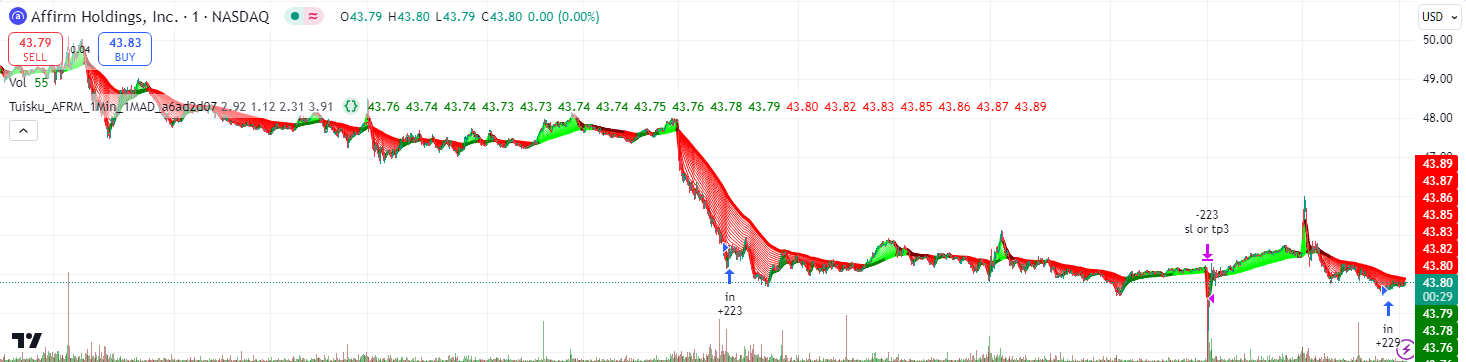 Affirm Holdings, Inc. · 1 · NASDAQ O43.79 H43.80 L43.79 C43.80 0.00 (0.00%) USD
43.79 SELL 0.04 43.83 BUY
Vol 55
Tuisku_AFRM_1Min_1MAD_a6ad2d07 2.92 1.12 2.31 3.91 {} 43.76 43.74 43.74 43.73 43.73 43.74 43.74 43.75 43.76 43.78 43.79 43.80 43.82 43.83 43.85 43.86 43.87 43.89
50.00
49.00
48.00
47.00
43.89
43.87
43.86
43.85
43.83
43.82
43.80
43.80
00:29
43.79
43.78
43.76
-223
sl or tp3
in
+223
in
+229